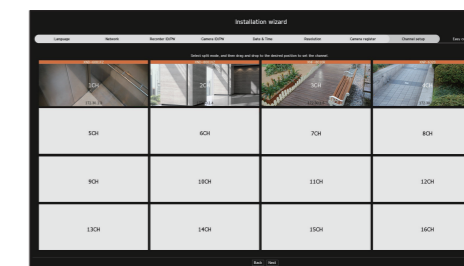 Installation wizard
Language Network Recorder ID/PW Camera ID/PW Date & Time Resolution Camera register Channel setup Easy r
Select split mode, and then drag and drop to the desired position to set the channel
1CH 2CH 3CH 4CH
5CH 6CH 7CH 8CH
9CH 10CH 11CH 12CH
13CH 14CH 15CH 16CH
Back Next